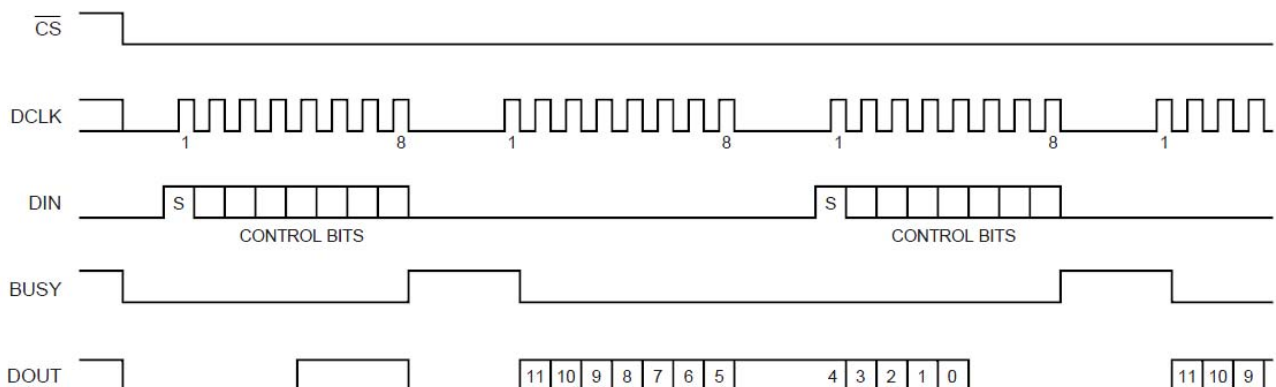 CS
DCLK
1 8 1 8 1 8 1
DIN S S
CONTROL BITS CONTROL BITS
BUSY
DOUT 11 10 9 8 7 6 5 4 3 2 1 0 11 10 9